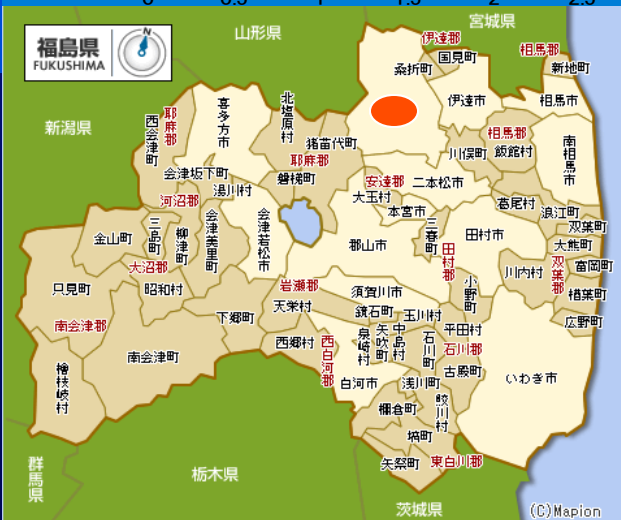 0 0.5 1 1.5 2 2.5
福島県
FUKUSHIMA
山形県
宮城県
新潟県
伊達郡
国見町
桑折町
相馬郡
新地町
伊達市
相馬市
喜多方市
北塩原村
耶麻郡
西会津町
猪苗代町
耶麻郡
磐梯町
相馬郡
川俣町
飯舘村
南相馬市
会津坂下町
湯川村
河沼郡
安達郡
二本松市
大玉村
本宮市
葛尾村
浪江町
双葉町
大熊町
金山町
三島町
柳津町
会津美里町
会津若松市
郡山市
三春町
田村郡
田村市
川内村
双葉郡
富岡町
楢葉町
広野町
大沼郡
昭和村
只見町
南会津郡
岩瀬郡
天栄村
須賀川市
鏡石町
玉川村
小野町
平田村
下郷町
南会津町
檜枝岐村
西郷村
西白河郡
泉崎村
矢吹町
中島村
石川町
石川郡
古殿町
いわき市
白河市
浅川町
鮫川村
棚倉町
塙町
矢祭町
東白川郡
群馬県
栃木県
茨城県
(C)Mapion